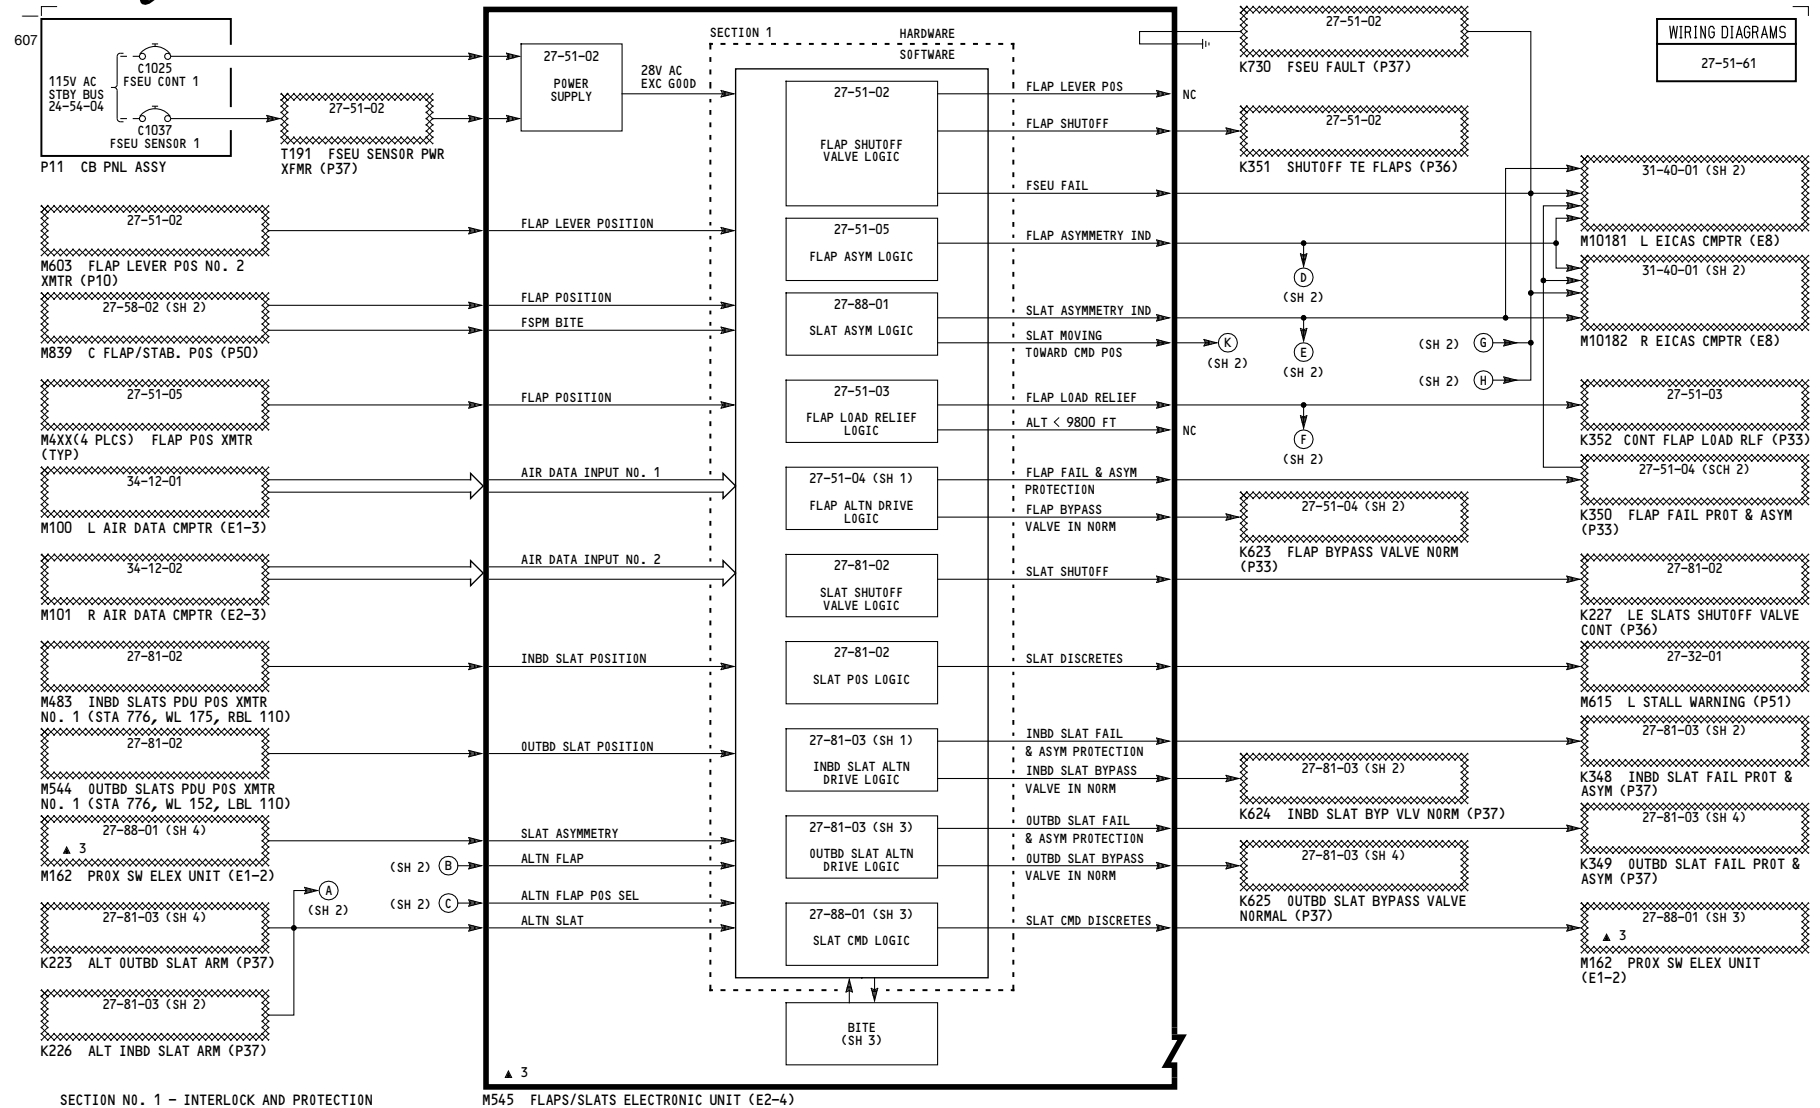 607
115V AC
STBY BUS
24-54-04
C1025
FSEU CONT 1
C1037
FSEU SENSOR 1
P11 CB PNL ASSY
27-51-02
T191 FSEU SENSOR PWR
XFMR (P37)
27-51-02
M603 FLAP LEVER POS NO. 2
XMTR (P10)
27-58-02 (SH 2)
M839 C FLAP/STAB. POS (P50)
27-51-05
M4XX(4 PLCS) FLAP POS XMTR
(TYP)
34-12-01
M100 L AIR DATA CMPTR (E1-3)
34-12-02
M101 R AIR DATA CMPTR (E2-3)
27-81-02
M483 INBD SLATS PDU POS XMTR
NO. 1 (STA 776, WL 175, RBL 110)
27-81-02
M544 OUTBD SLATS PDU POS XMTR
NO. 1 (STA 776, WL 152, LBL 110)
27-88-01 (SH 4)
▲ 3
M162 PROX SW ELEX UNIT (E1-2)
(SH 2) B
(SH 2) C
A
(SH 2)
27-81-03 (SH 4)
K223 ALT OUTBD SLAT ARM (P37)
27-81-03 (SH 2)
K226 ALT INBD SLAT ARM (P37)
SECTION NO. 1 - INTERLOCK AND PROTECTION
27-51-02
POWER
SUPPLY
28V AC
EXC GOOD
FLAP LEVER POSITION
FLAP POSITION
FSPM BITE
FLAP POSITION
AIR DATA INPUT NO. 1
AIR DATA INPUT NO. 2
INBD SLAT POSITION
OUTBD SLAT POSITION
SLAT ASYMMETRY
ALTN FLAP
ALTN FLAP POS SEL
ALTN SLAT
▲ 3
M545 FLAPS/SLATS ELECTRONIC UNIT (E2-4)
SECTION 1
HARDWARE
SOFTWARE
27-51-02
FLAP SHUTOFF
VALVE LOGIC
27-51-05
FLAP ASYM LOGIC
27-88-01
SLAT ASYM LOGIC
27-51-03
FLAP LOAD RELIEF
LOGIC
27-51-04 (SH 1)
FLAP ALTN DRIVE
LOGIC
27-81-02
SLAT SHUTOFF
VALVE LOGIC
27-81-02
SLAT POS LOGIC
27-81-03 (SH 1)
INBD SLAT ALTN
DRIVE LOGIC
27-81-03 (SH 3)
OUTBD SLAT ALTN
DRIVE LOGIC
27-88-01 (SH 3)
SLAT CMD LOGIC
BITE
(SH 3)
FLAP LEVER POS
NC
FLAP SHUTOFF
FSEU FAIL
FLAP ASYMMETRY IND
SLAT ASYMMETRY IND
SLAT MOVING
TOWARD CMD POS
FLAP LOAD RELIEF
ALT < 9800 FT
NC
FLAP FAIL & ASYM
PROTECTION
FLAP BYPASS
VALVE IN NORM
SLAT SHUTOFF
SLAT DISCRETES
INBD SLAT FAIL
& ASYM PROTECTION
INBD SLAT BYPASS
VALVE IN NORM
OUTBD SLAT FAIL
& ASYM PROTECTION
OUTBD SLAT BYPASS
VALVE IN NORM
SLAT CMD DISCRETES
27-51-02
K730 FSEU FAULT (P37)
27-51-02
K351 SHUTOFF TE FLAPS (P36)
D
(SH 2)
K
(SH 2)
E
(SH 2)
F
(SH 2)
(SH 2) G
(SH 2) H
27-51-04 (SH 2)
K623 FLAP BYPASS VALVE NORM
(P33)
27-81-03 (SH 2)
K624 INBD SLAT BYP VLV NORM (P37)
27-81-03 (SH 4)
K625 OUTBD SLAT BYPASS VALVE
NORMAL (P37)
WIRING DIAGRAMS
27-51-61
31-40-01 (SH 2)
M10181 L EICAS CMPTR (E8)
31-40-01 (SH 2)
M10182 R EICAS CMPTR (E8)
27-51-03
K352 CONT FLAP LOAD RLF (P33)
27-51-04 (SCH 2)
K350 FLAP FAIL PROT & ASYM
(P33)
27-81-02
K227 LE SLATS SHUTOFF VALVE
CONT (P36)
27-32-01
M615 L STALL WARNING (P51)
27-81-03 (SH 2)
K348 INBD SLAT FAIL PROT &
ASYM (P37)
27-81-03 (SH 4)
K349 OUTBD SLAT FAIL PROT &
ASYM (P37)
27-88-01 (SH 3)
▲ 3
M162 PROX SW ELEX UNIT
(E1-2)